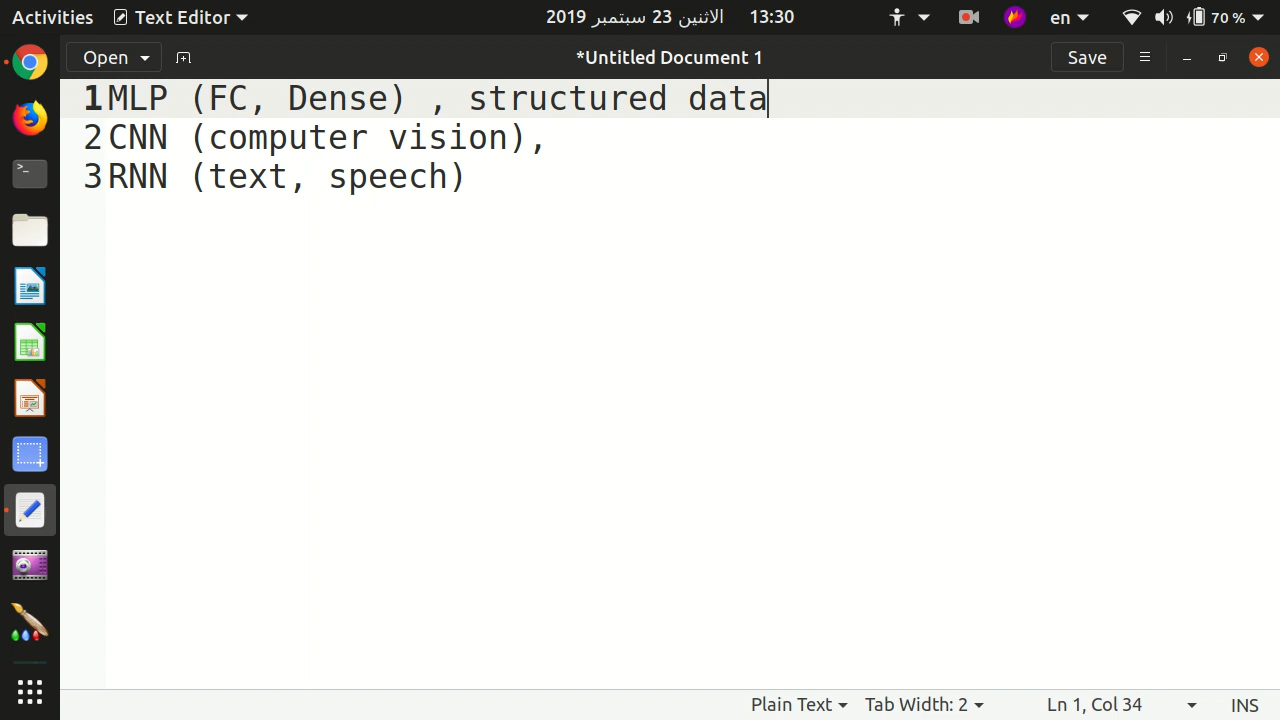 Activities Text Editor الاثنين 23 سبتمبر 2019 13:30 en 70 %
Open *Untitled Document 1 Save
1 MLP (FC, Dense) , structured data
2 CNN (computer vision),
3 RNN (text, speech)
Plain Text Tab Width: 2 Ln 1, Col 34 INS